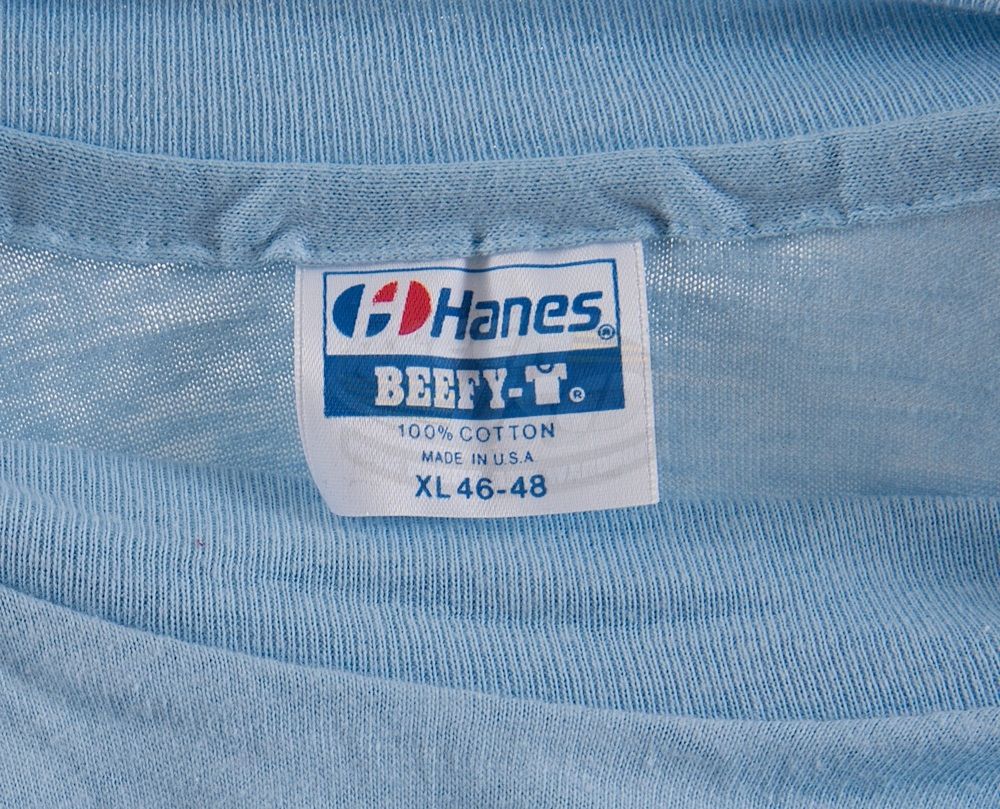 Hanes®
BEEFY-T®
100% COTTON
MADE IN U.S.A
XL 46-48